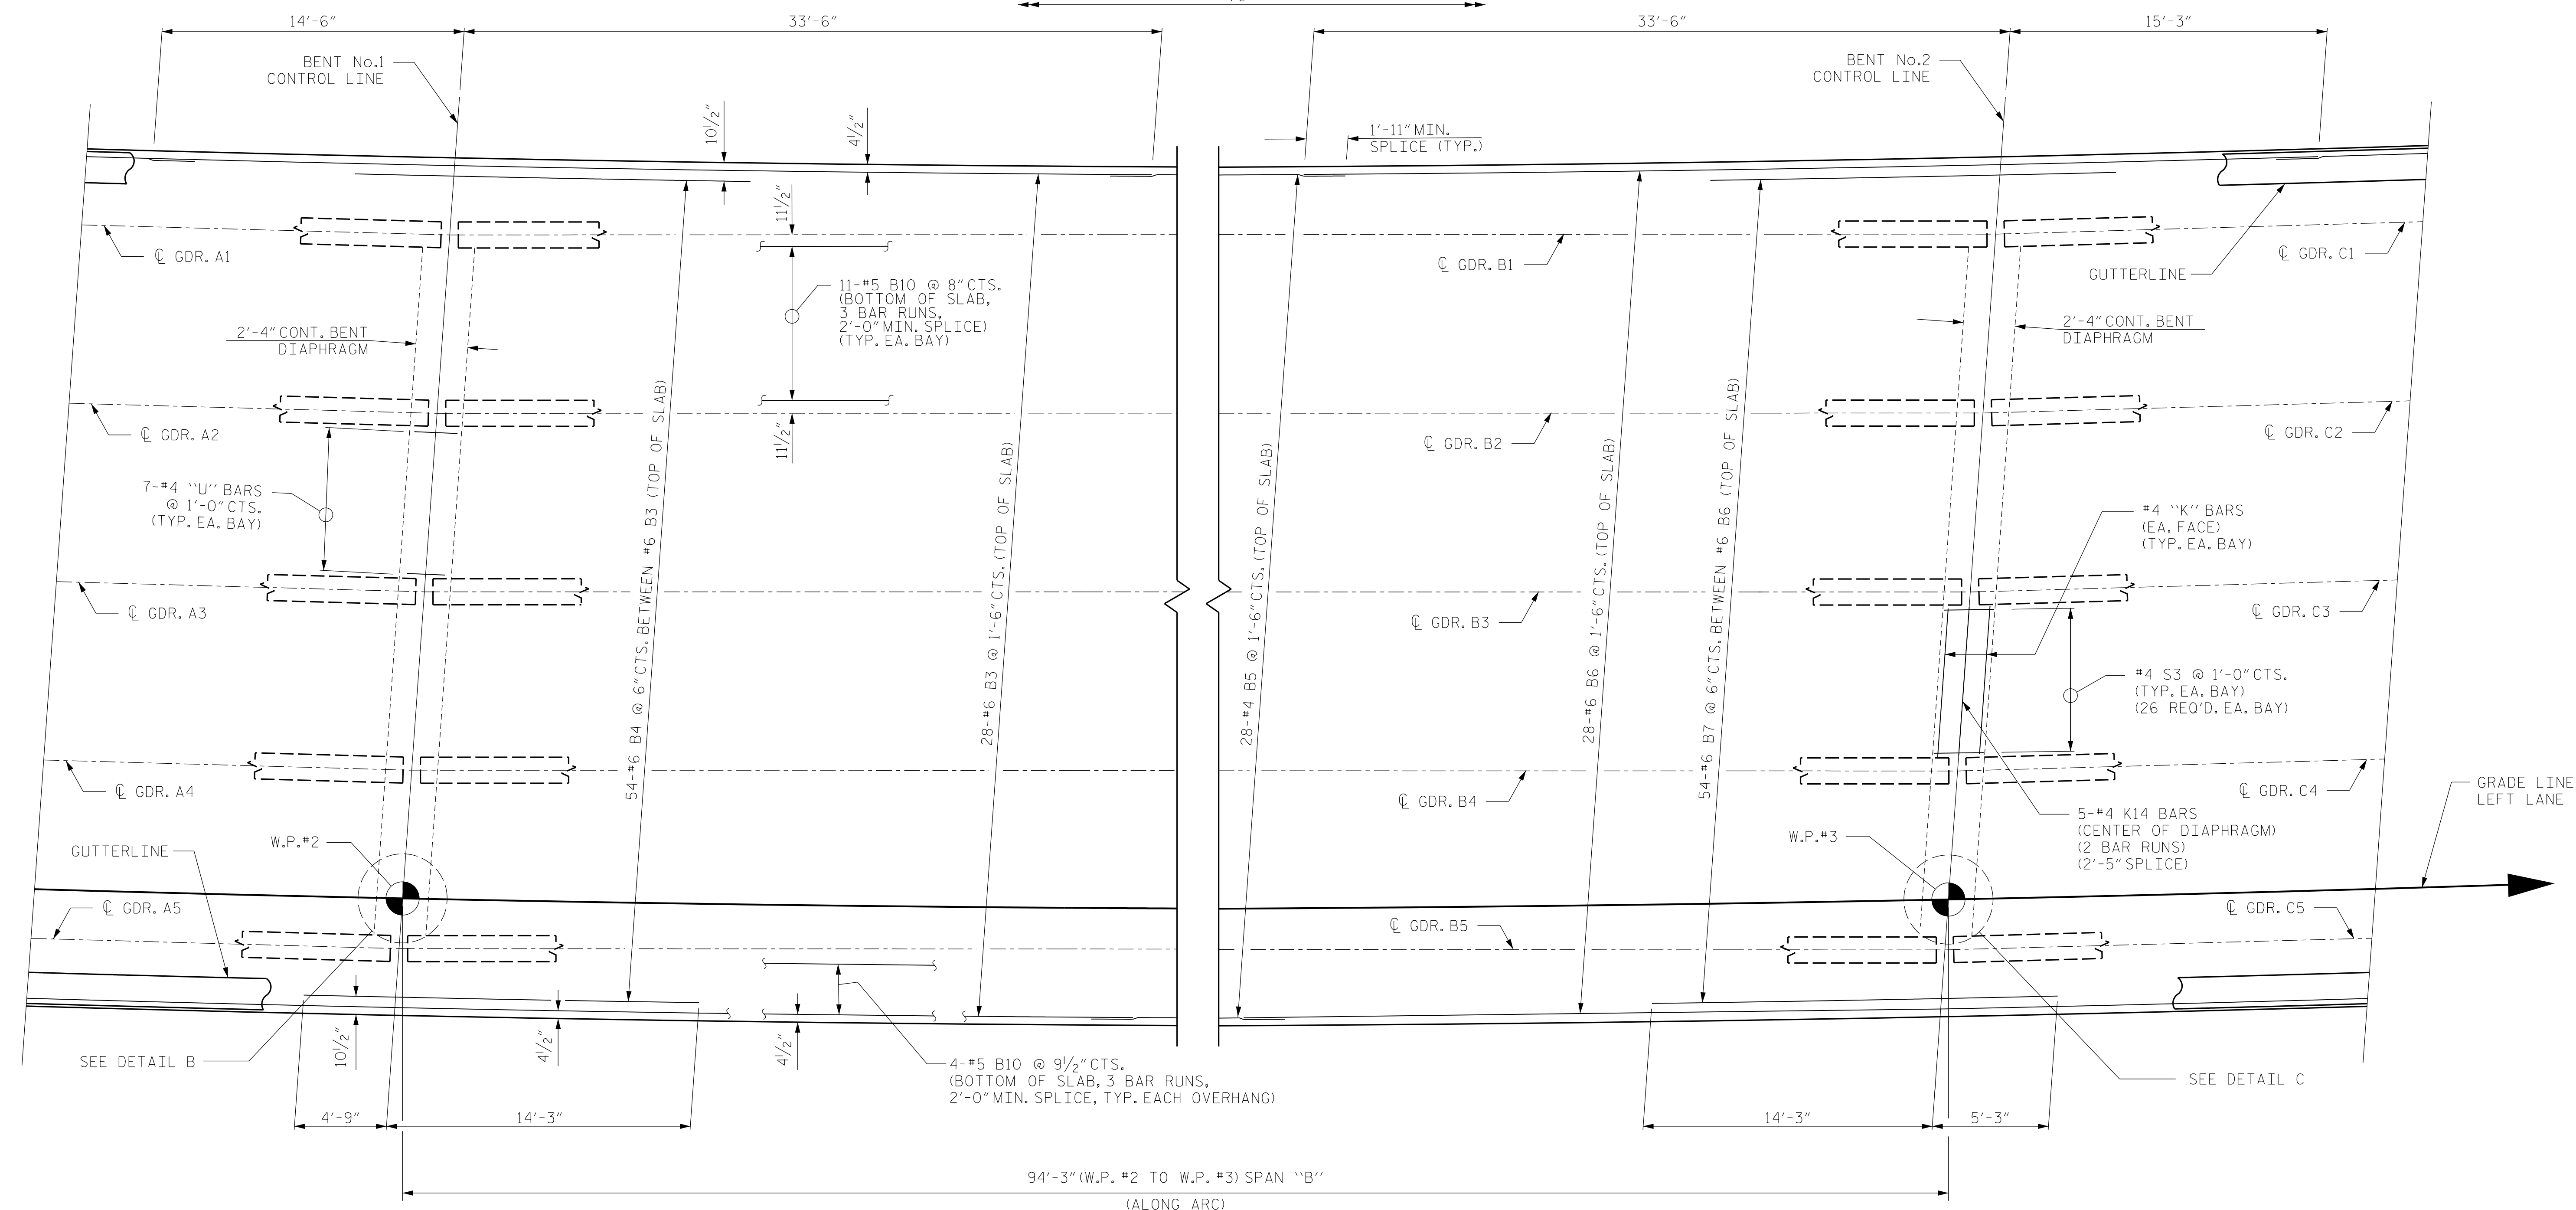 14'-6"
33'-6"
33'-6"
15'-3"
BENT No.1
CONTROL LINE
BENT No.2
CONTROL LINE
10½"
4½"
1'-11" MIN.
SPLICE (TYP.)
11½"
℄ GDR. A1
℄ GDR. B1
℄ GDR. C1
GUTTERLINE
11-#5 B10 @ 8" CTS.
(BOTTOM OF SLAB,
3 BAR RUNS,
2'-0" MIN. SPLICE)
(TYP. EA. BAY)
2'-4" CONT. BENT
DIAPHRAGM
2'-4" CONT. BENT
DIAPHRAGM
11½"
℄ GDR. A2
℄ GDR. B2
℄ GDR. C2
7-#4 ``U'' BARS
@ 1'-0" CTS.
(TYP. EA. BAY)
54-#6 B4 @ 6" CTS. BETWEEN #6 B3 (TOP OF SLAB)
28-#6 B3 @ 1'-6" CTS. (TOP OF SLAB)
28-#4 B5 @ 1'-6" CTS. (TOP OF SLAB)
28-#6 B6 @ 1'-6" CTS. (TOP OF SLAB)
54-#6 B7 @ 6" CTS. BETWEEN #6 B6 (TOP OF SLAB)
#4 ``K'' BARS
(EA. FACE)
(TYP. EA. BAY)
℄ GDR. A3
℄ GDR. B3
℄ GDR. C3
#4 S3 @ 1'-0" CTS.
(TYP. EA. BAY)
(26 REQ'D. EA. BAY)
℄ GDR. A4
℄ GDR. B4
℄ GDR. C4
GRADE LINE
LEFT LANE
5-#4 K14 BARS
(CENTER OF DIAPHRAGM)
(2 BAR RUNS)
(2'-5" SPLICE)
W.P. #2
W.P. #3
GUTTERLINE
℄ GDR. A5
℄ GDR. B5
℄ GDR. C5
SEE DETAIL B
10½"
4½"
4½"
4-#5 B10 @ 9½" CTS.
(BOTTOM OF SLAB, 3 BAR RUNS,
2'-0" MIN. SPLICE, TYP. EACH OVERHANG)
SEE DETAIL C
4'-9"
14'-3"
14'-3"
5'-3"
94'-3" (W.P. #2 TO W.P. #3) SPAN ``B''
(ALONG ARC)